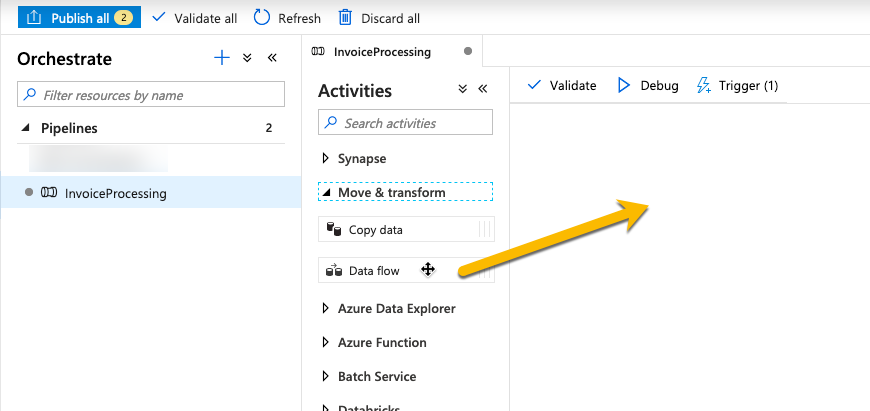 Publish all 2 Validate all Refresh Discard all
Orchestrate
Filter resources by name
Pipelines 2
InvoiceProcessing
InvoiceProcessing
Activities
Search activities
Synapse
Move & transform
Copy data
Data flow
Azure Data Explorer
Azure Function
Batch Service
Databricks
Validate Debug Trigger (1)